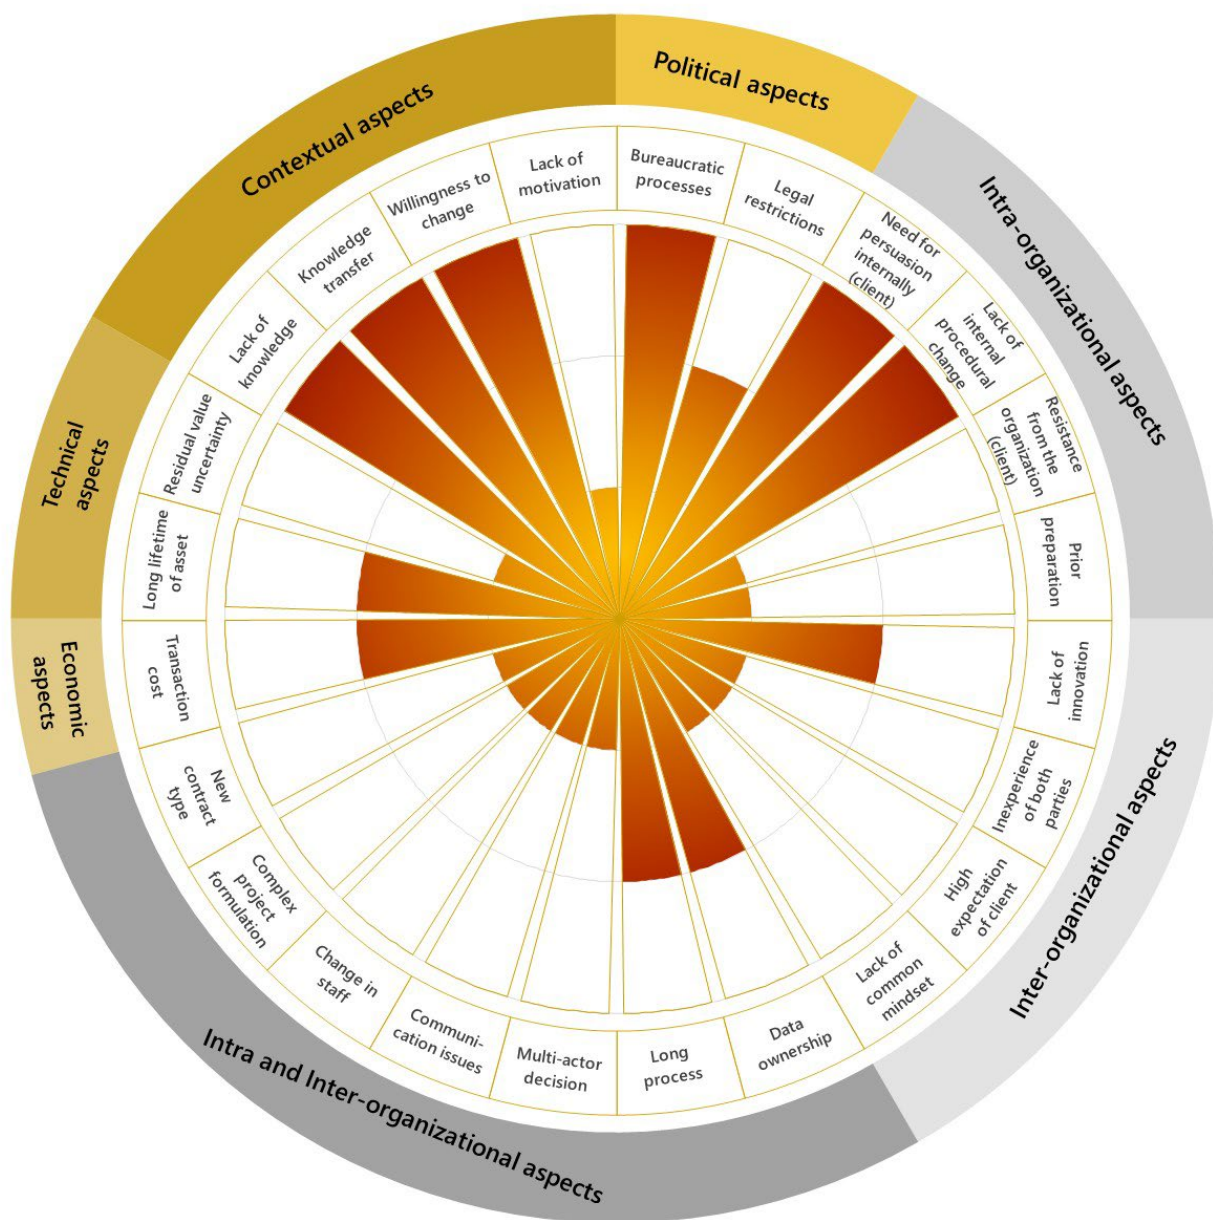 Political aspects
Intra-organizational aspects
Inter-organizational aspects
Intra and Inter-organizational aspects
Economic
aspects
Technical
aspects
Contextual aspects
Bureaucratic
processes
Legal
restrictions
Need for
persuasion
internally
(client)
Lack of
internal
procedural
change
Resistance
from the
organization
(client)
Prior
preparation
Lack of
innovation
Inexperience
of both
parties
High
expectation
of client
Lack of
common
mindset
Data
ownership
Long
process
Multi-actor
decision
Communi-
cation issues
Change in
staff
Complex
project
formulation
New
contract
type
Transaction
cost
Long lifetime
of asset
Residual value
uncertainty
Lack of
knowledge
Knowledge
transfer
Willingness to
change
Lack of
motivation